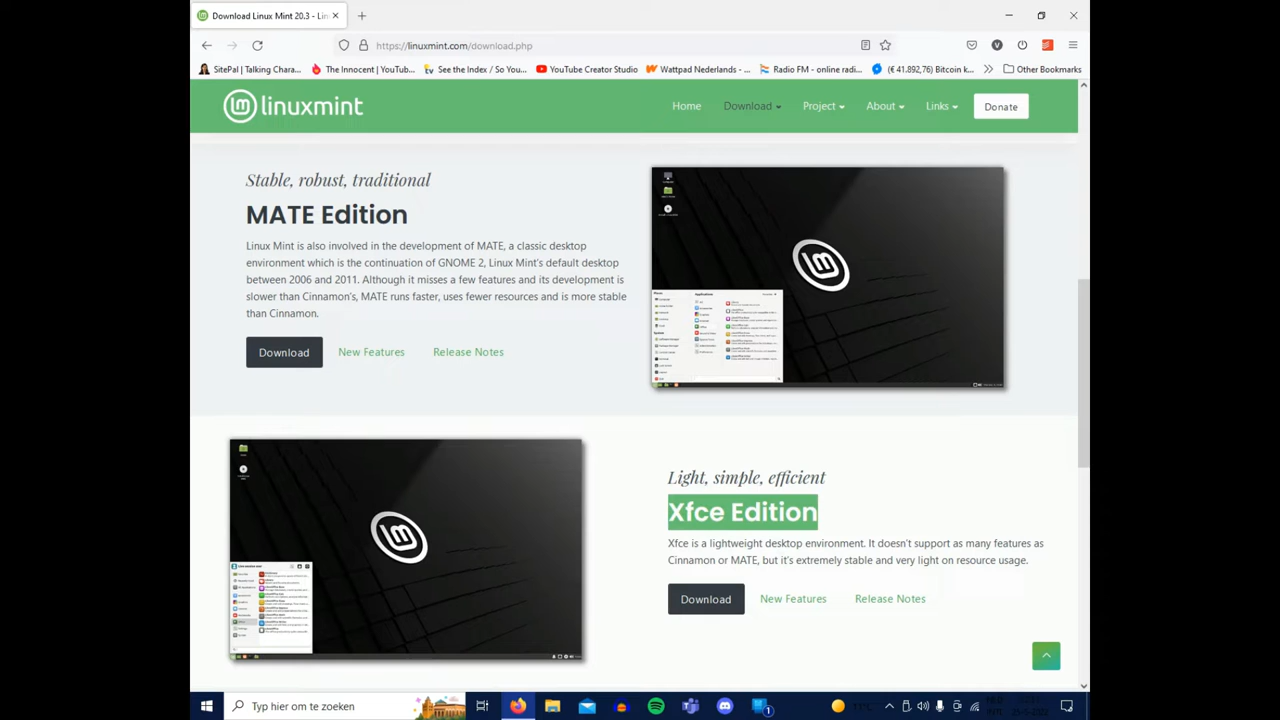 Download Linux Mint 20.3 - Lin
https://linuxmint.com/download.php
SitePal | Talking Chara...
The Innocent | YouTub...
See the Index / So You...
YouTube Creator Studio
Wattpad Nederlands - ...
Radio FM - online radi...
(€ 41.892,76) Bitcoin k...
Other Bookmarks
linuxmint
Home
Download
Project
About
Links
Donate
Stable, robust, traditional
MATE Edition
Linux Mint is also involved in the development of MATE, a classic desktop
environment which is the continuation of GNOME 2, Linux Mint's default desktop
between 2006 and 2011. Although it misses a few features and its development is
slower than Cinnamon's, MATE runs faster, uses fewer resources and is more stable
than Cinnamon.
Download
New Features
Release Notes
Light, simple, efficient
Xfce Edition
Xfce is a lightweight desktop environment. It doesn't support as many features as
Cinnamon or MATE, but it's extremely stable and very light on resource usage.
Download
New Features
Release Notes
Typ hier om te zoeken